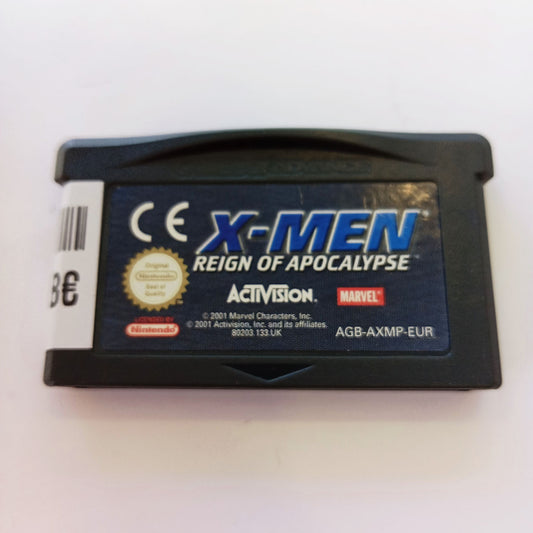 CE
X-MEN
REIGN OF APOCALYPSE
Original
Nintendo
Seal of
Quality
8€
ACTIVISION.
MARVEL
LICENSED BY
Nintendo
© 2001 Marvel Characters, Inc.
© 2001 Activision, Inc. and its affiliates.
80203.133.UK
AGB-AXMP-EUR